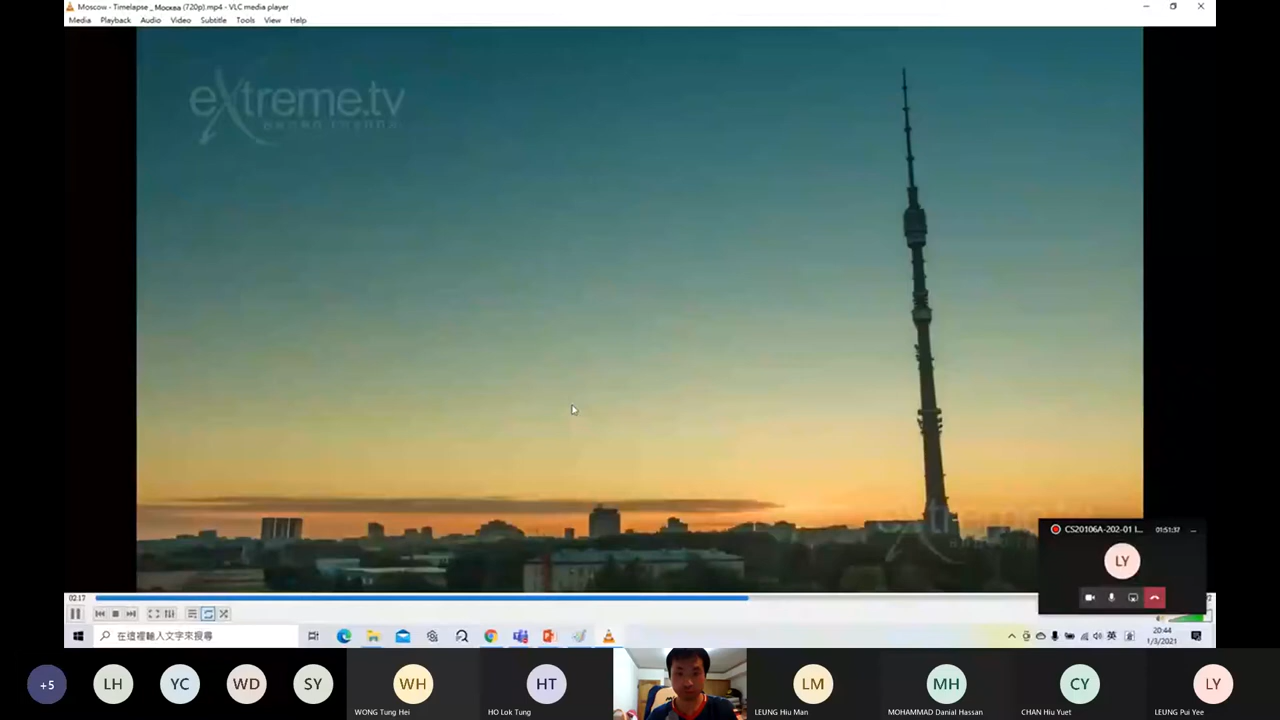 Moscow - Timelapse _ Москва (720p).mp4 - VLC media player
Media Playback Audio Video Subtitle Tools View Help
eXtreme.tv
CS20106A-202-01 I... 01:51:37
LY
02:17
在這裡輸入文字來搜尋
英
20:44
1/3/2021
+5 LH YC WD SY WH HT LM MH CY LY
WONG Tung Hei HO Lok Tung LEUNG Hiu Man MOHAMMAD Danial Hassan CHAN Hiu Yuet LEUNG Pui Yee